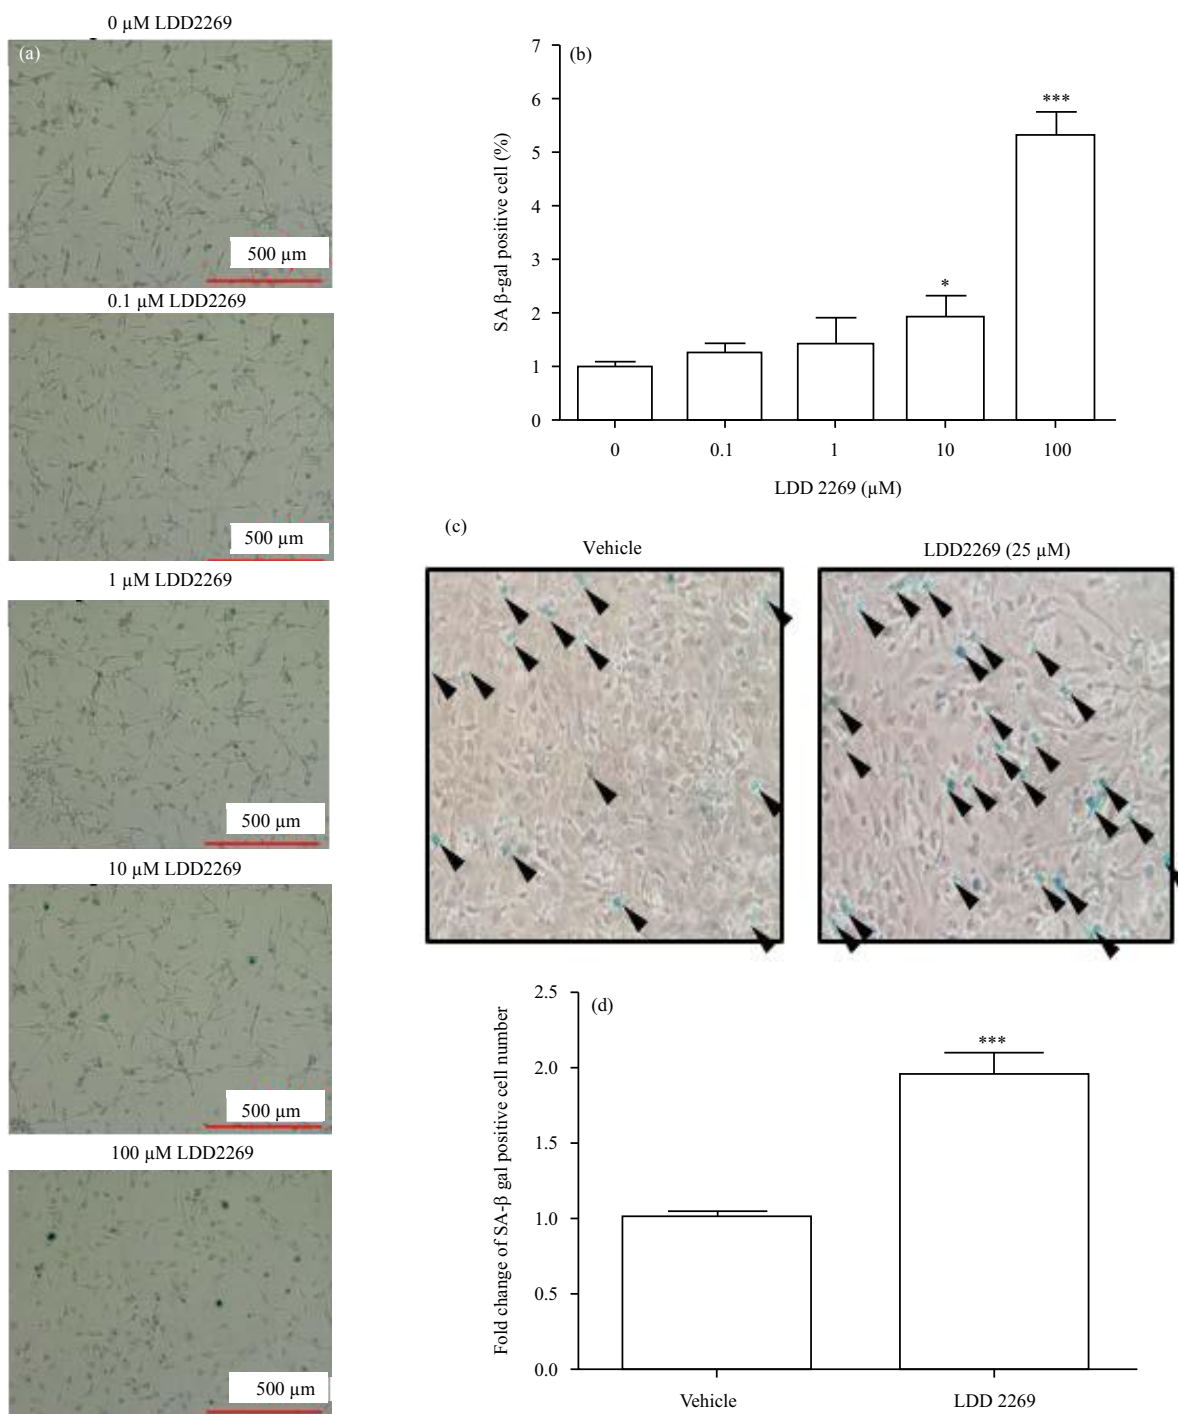 0 µM LDD2269
(a)
500 µm
0.1 µM LDD2269
500 µm
1 µM LDD2269
500 µm
10 µM LDD2269
500 µm
100 µM LDD2269
500 µm
(b)
SA β-gal positive cell (%)
7
6
5
4
3
2
1
0
*
***
0 0.1 1 10 100
LDD 2269 (µM)
(c)
Vehicle LDD2269 (25 µM)
(d)
Fold change of SA-β gal positive cell number
2.5
2.0
1.5
1.0
0.5
0.0
***
Vehicle LDD 2269